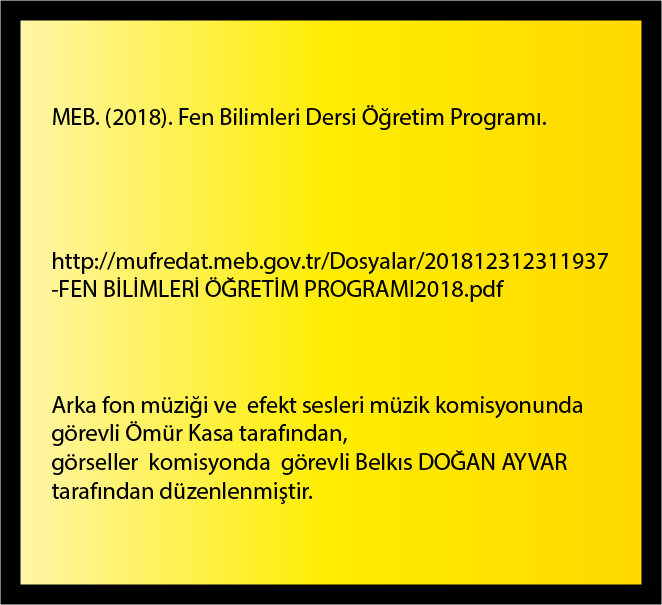 MEB. (2018). Fen Bilimleri Dersi Öğretim Programı.
http://mufredat.meb.gov.tr/Dosyalar/201812312311937
-FEN BİLİMLERİ ÖĞRETİM PROGRAMI2018.pdf
Arka fon müziği ve efekt sesleri müzik komisyonunda
görevli Ömür Kasa tarafından,
görseller komisyonda görevli Belkıs DOĞAN AYVAR
tarafından düzenlenmiştir.